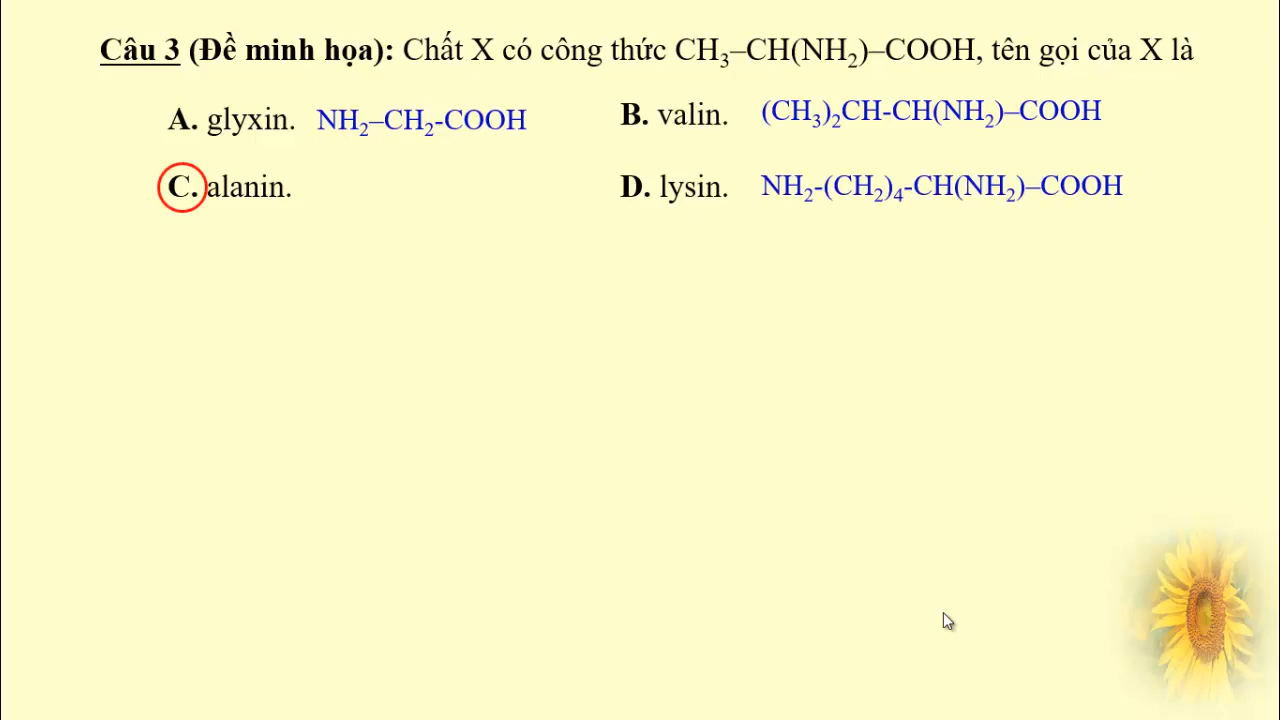 Câu 3 (Đề minh họa): Chất X có công thức CH₃–CH(NH₂)–COOH, tên gọi của X là
A. glyxin. NH₂–CH₂-COOH B. valin. (CH₃)₂CH-CH(NH₂)–COOH
C. alanin. D. lysin. NH₂-(CH₂)₄-CH(NH₂)–COOH